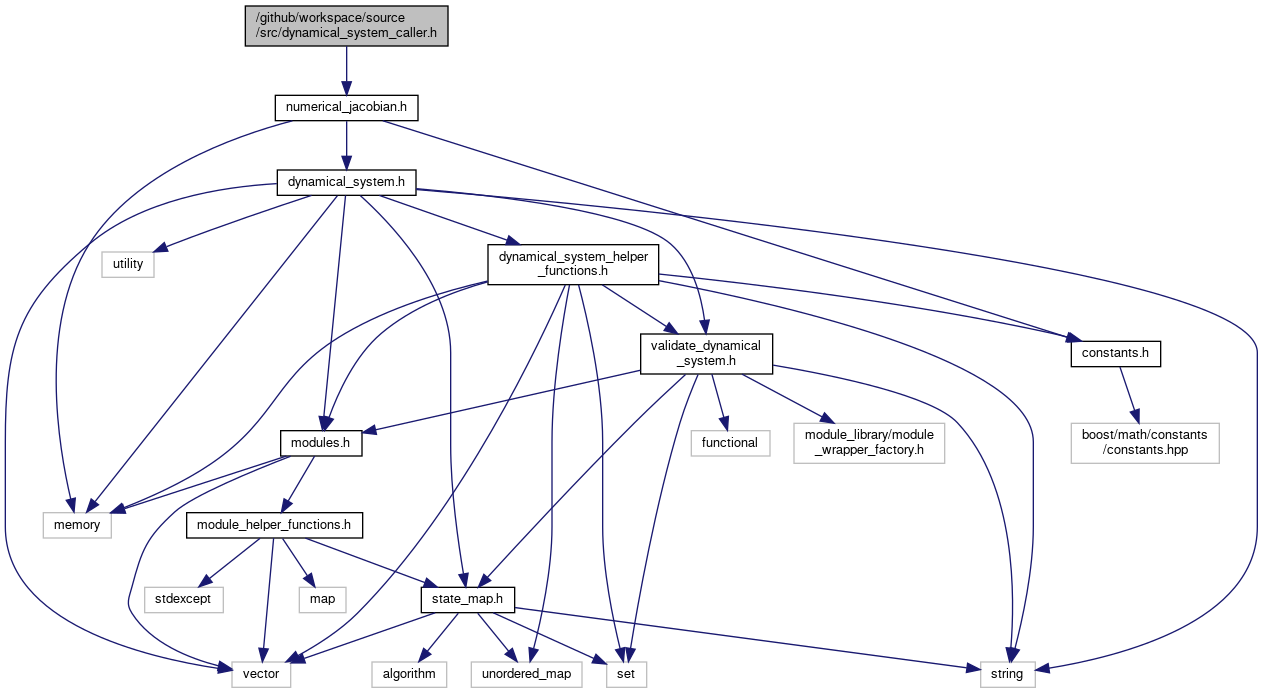 /github/workspace/source
/src/dynamical_system_caller.h
numerical_jacobian.h
dynamical_system.h
utility
dynamical_system_helper
_functions.h
validate_dynamical
_system.h
constants.h
modules.h
functional
module_library/module
_wrapper_factory.h
boost/math/constants
/constants.hpp
memory
module_helper_functions.h
stdexcept
map
state_map.h
vector
algorithm
unordered_map
set
string